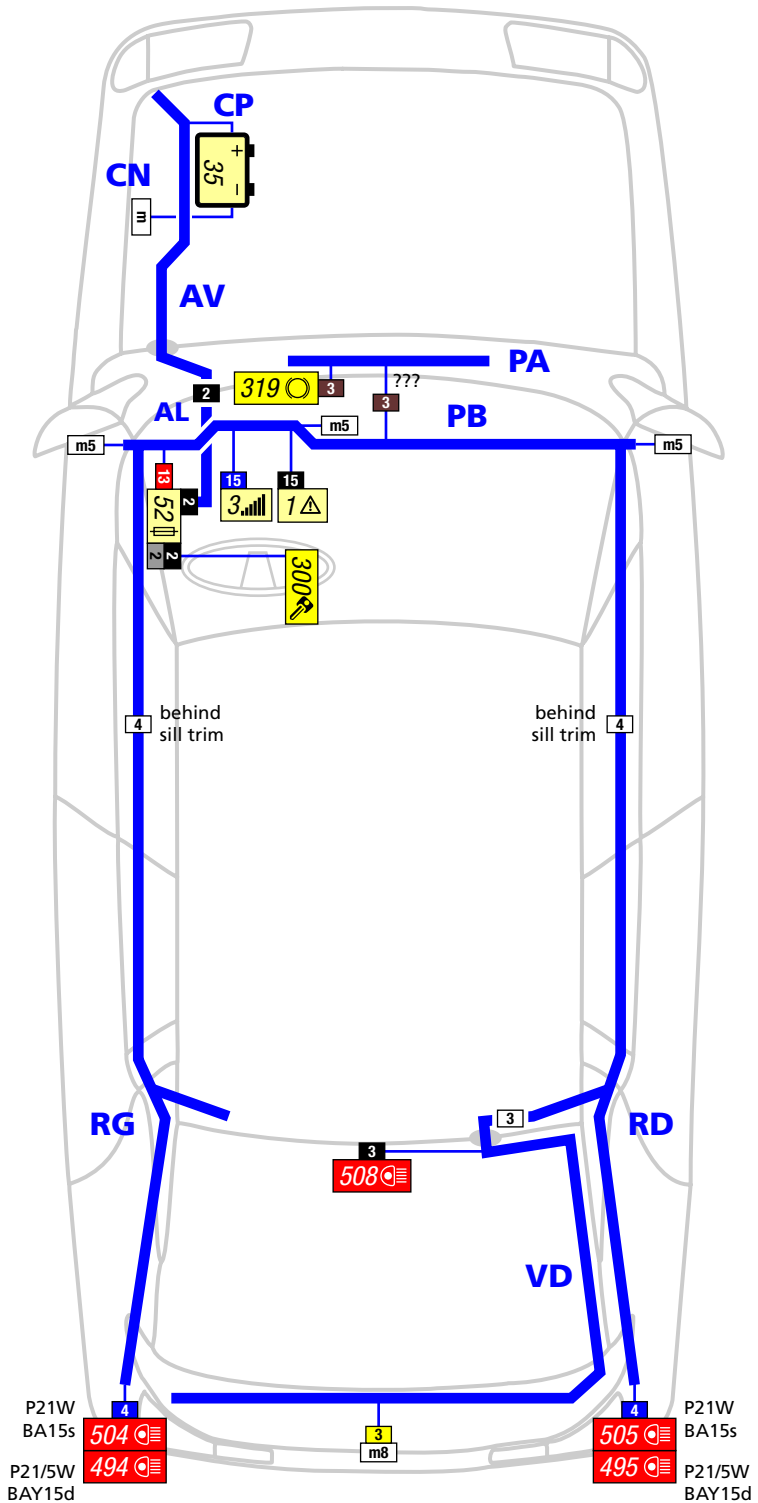 CP
+
35
−
CN
m
AV
PA
319
3
???
2
3
AL
PB
m5
m5
m5
13
15
15
52
2
3
1
2
2
300
4
behind
sill trim
behind
sill trim
4
RG
3
RD
3
508
VD
P21W
BA15s
4
504
494
P21/5W
BAY15d
3
m8
4
505
495
P21W
BA15s
P21/5W
BAY15d